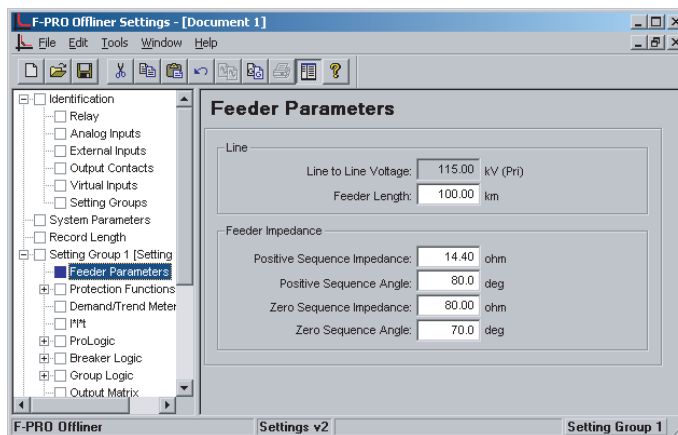 F-PRO Offliner Settings - [Document 1]
File Edit Tools Window Help
Identification
Relay
Analog Inputs
External Inputs
Output Contacts
Virtual Inputs
Setting Groups
System Parameters
Record Length
Setting Group 1 [Setting
Feeder Parameters
Protection Functions
Demand/Trend Meter
I*I*t
ProLogic
Breaker Logic
Group Logic
Output Matrix
Feeder Parameters
Line
Line to Line Voltage: 115.00 kV (Pri)
Feeder Length: 100.00 km
Feeder Impedance
Positive Sequence Impedance: 14.40 ohm
Positive Sequence Angle: 80.0 deg
Zero Sequence Impedance: 80.00 ohm
Zero Sequence Angle: 70.0 deg
F-PRO Offliner Settings v2 Setting Group 1